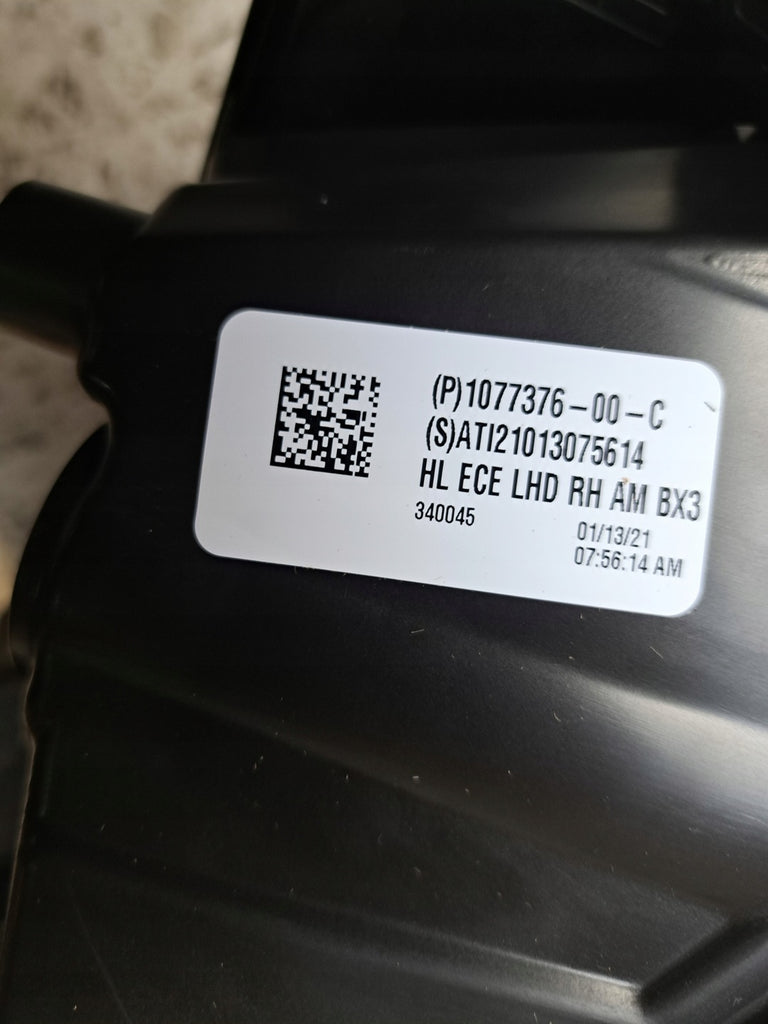 (P)1077376-00-C
(S)ATI21013075614
HL ECE LHD RH AM BX3
340045
01/13/21
07:56:14 AM